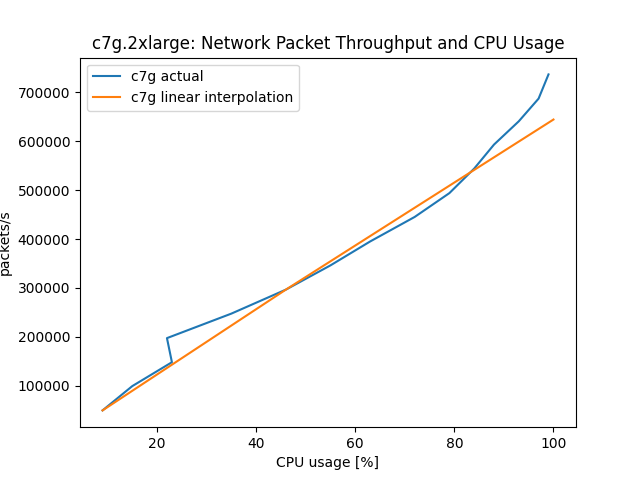 c7g.2xlarge: Network Packet Throughput and CPU Usage
c7g actual
c7g linear interpolation
700000
600000
500000
400000
300000
200000
100000
packets/s
20
40
60
80
100
CPU usage [%]